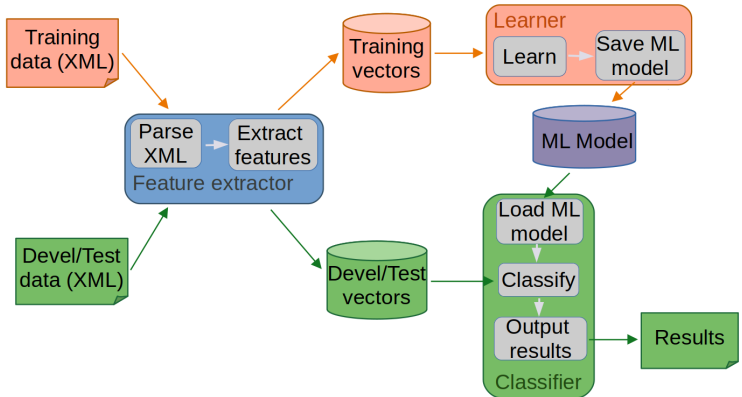 Training
data (XML)
Training
vectors
Learner
Learn
Save ML
model
Parse
XML
Extract
features
Feature extractor
ML Model
Devel/Test
data (XML)
Devel/Test
vectors
Load ML
model
Classify
Output
results
Classifier
Results